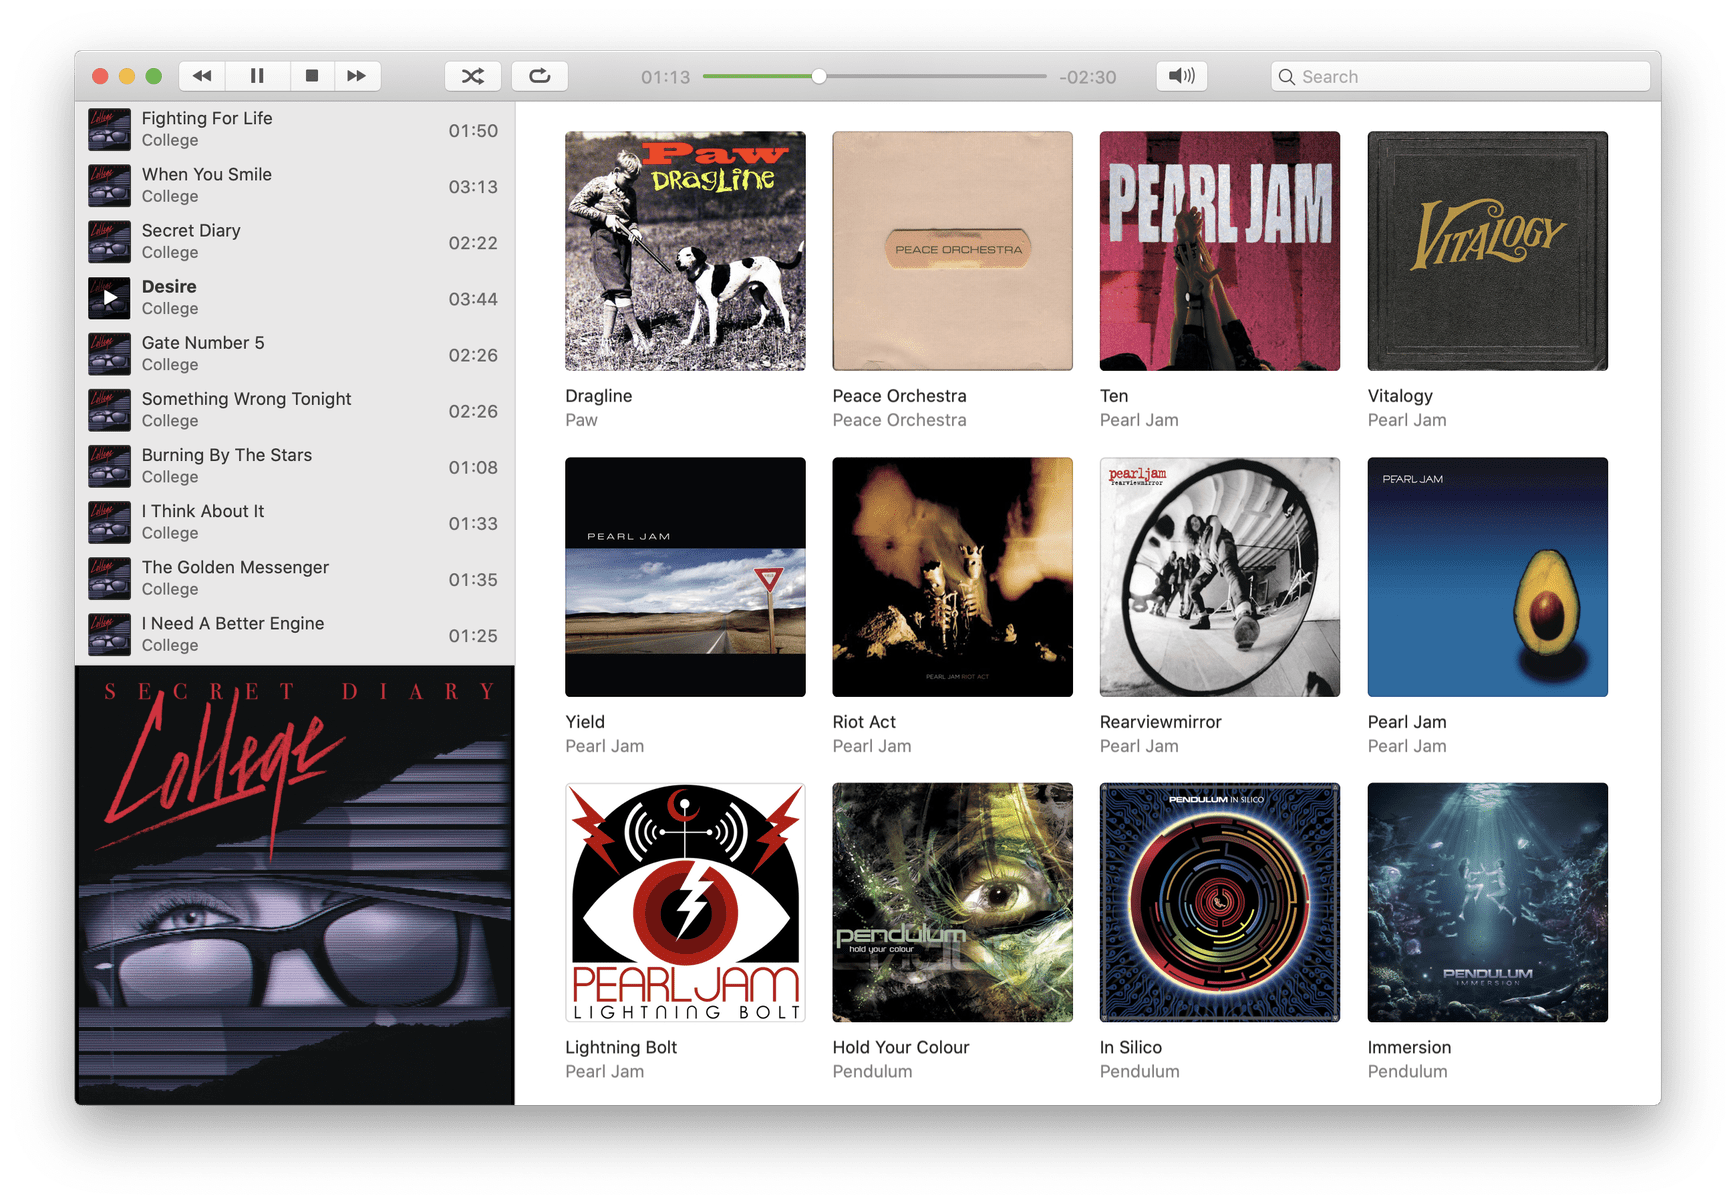 01:13
-02:30
Search
Fighting For Life
College
01:50
When You Smile
College
03:13
Secret Diary
College
02:22
Desire
College
03:44
Gate Number 5
College
02:26
Something Wrong Tonight
College
02:26
Burning By The Stars
College
01:08
I Think About It
College
01:33
The Golden Messenger
College
01:35
I Need A Better Engine
College
01:25
SECRET DIARY
College
Paw
DRAGLINE
Dragline
Paw
PEACE ORCHESTRA
Peace Orchestra
Peace Orchestra
PEARL JAM
Ten
Pearl Jam
VITALOGY
Vitalogy
Pearl Jam
PEARL JAM
Yield
Pearl Jam
PEARL JAM RIOT ACT
Riot Act
Pearl Jam
pearljam
rearviewmirror
Rearviewmirror
Pearl Jam
PEARL JAM
Pearl Jam
Pearl Jam
PEARL JAM
LIGHTNING BOLT
Lightning Bolt
Pearl Jam
pendulum
hold your colour
Hold Your Colour
Pendulum
PENDULUM IN SILICO
In Silico
Pendulum
PENDULUM
IMMERSION
Immersion
Pendulum